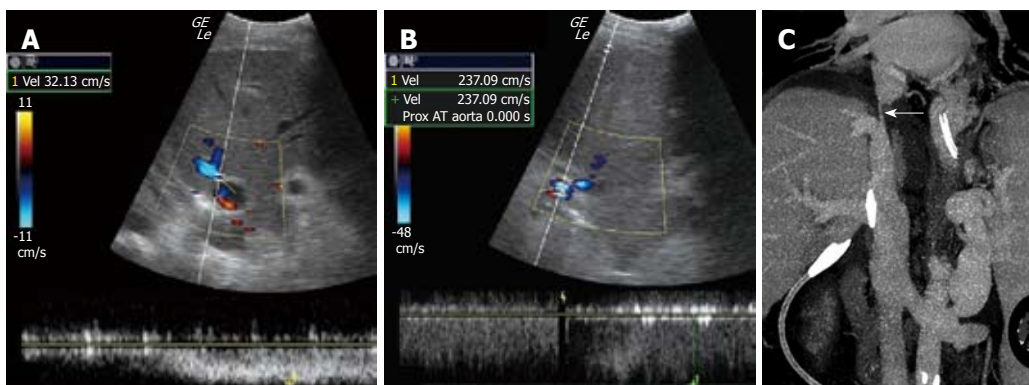 A
GE
Le
1 Vel 32.13 cm/s
11
-11
cm/s
B
GE
Le
1 Vel 237.09 cm/s
+ Vel 237.09 cm/s
Prox AT aorta 0.000 s
-48
cm/s
C